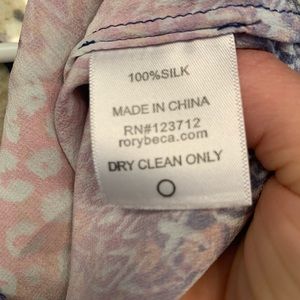 100%SILK
MADE IN CHINA
RN#123712
rorybeca.com
DRY CLEAN ONLY